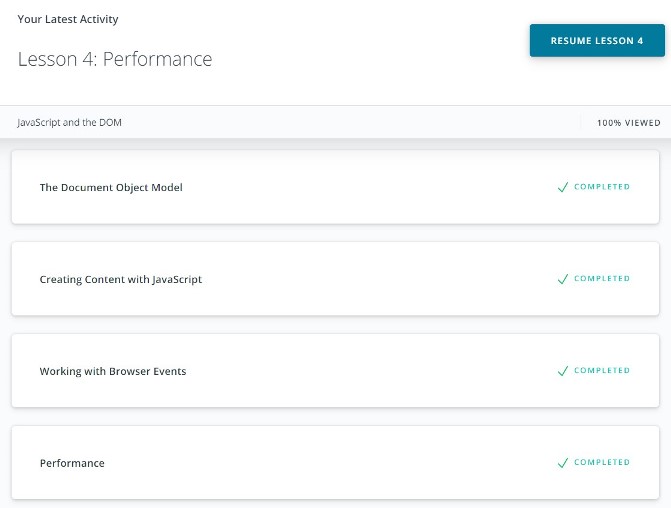 Your Latest Activity
RESUME LESSON 4
Lesson 4: Performance
JavaScript and the DOM
100% VIEWED
The Document Object Model
COMPLETED
Creating Content with JavaScript
COMPLETED
Working with Browser Events
COMPLETED
Performance
COMPLETED